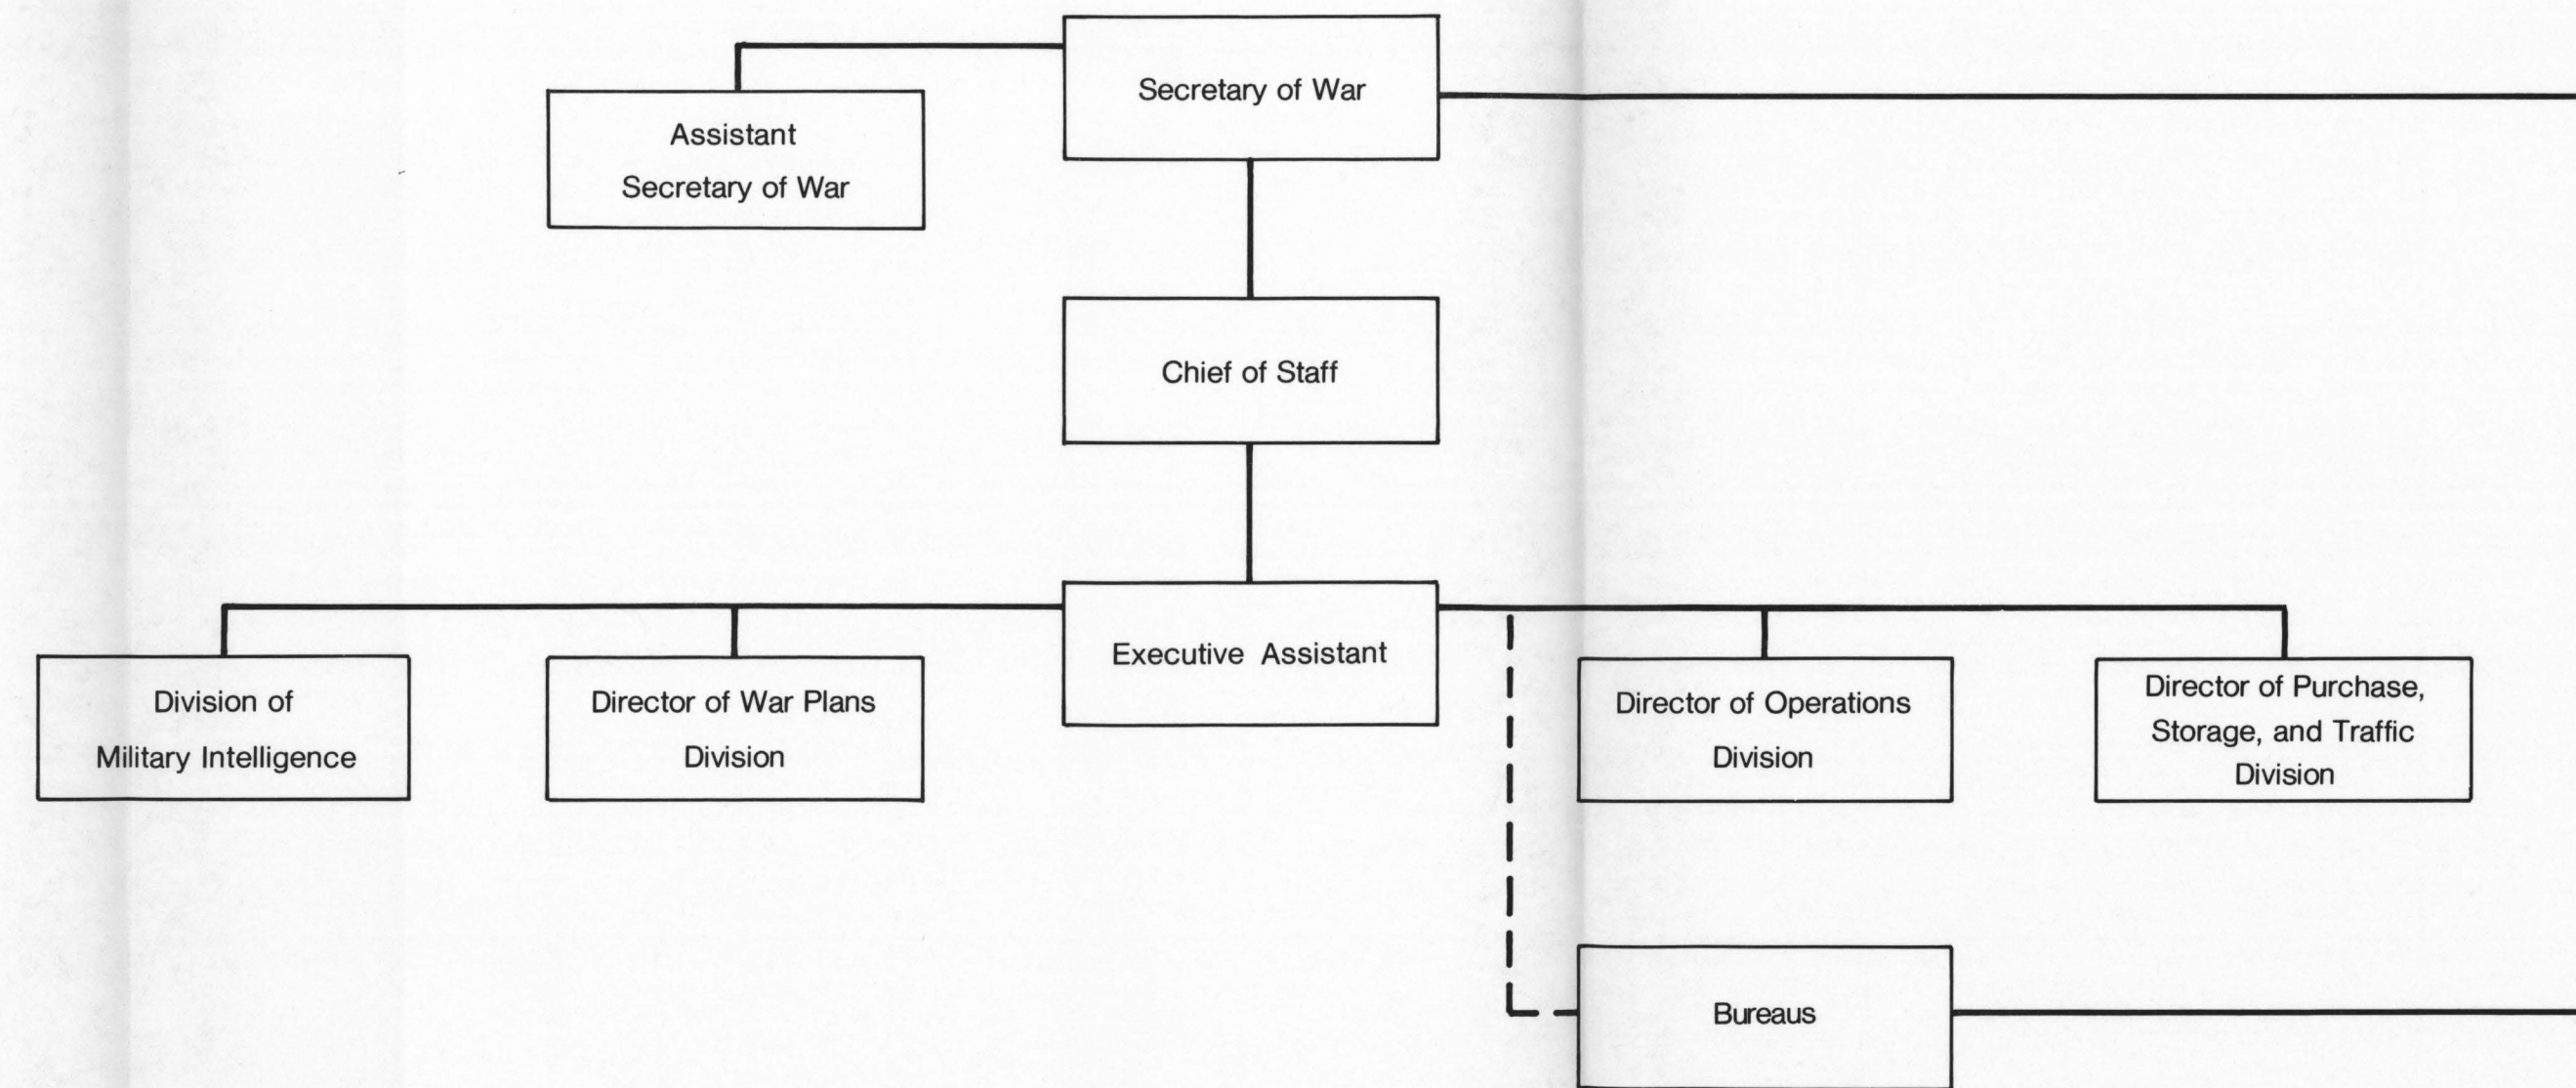 Secretary of War
Assistant
Secretary of War
Chief of Staff
Executive Assistant
Division of
Military Intelligence
Director of War Plans
Division
Director of Operations
Division
Director of Purchase,
Storage, and Traffic
Division
Bureaus